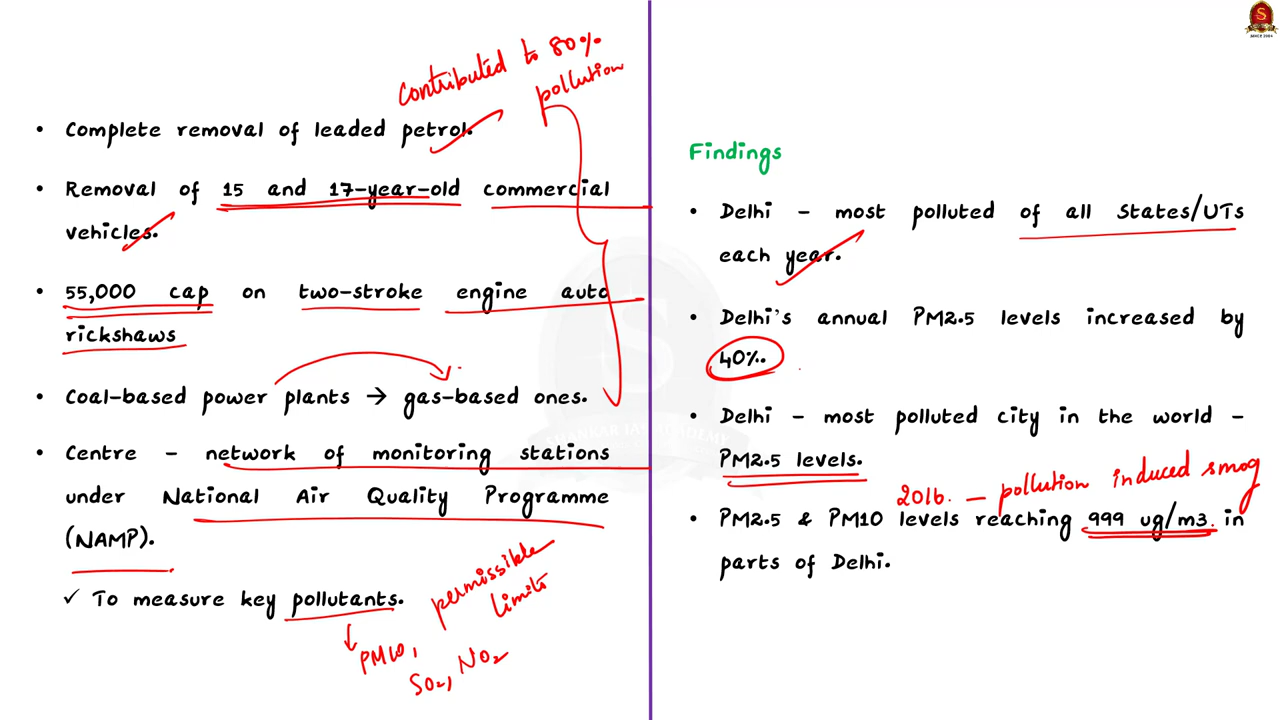 Contributed to 80%
pollution
• Complete removal of leaded petrol.
• Removal of 15 and 17-year-old commercial
vehicles.
• 55,000 cap on two-stroke engine auto
rickshaws
• Coal-based power plants → gas-based ones.
• Centre – network of monitoring stations
under National Air Quality Programme
(NAMP).
✓ To measure key pollutants.
permissible
limits
PM10,
SO2, NO2
Findings
• Delhi – most polluted of all States/UTs
each year.
• Delhi's annual PM2.5 levels increased by
40%.
• Delhi – most polluted city in the world –
PM2.5 levels.
2016. – pollution induced smog
• PM2.5 & PM10 levels reaching 999 ug/m3. in
parts of Delhi.
S
SINCE 2004
S
SHANKAR IAS ACADEMY